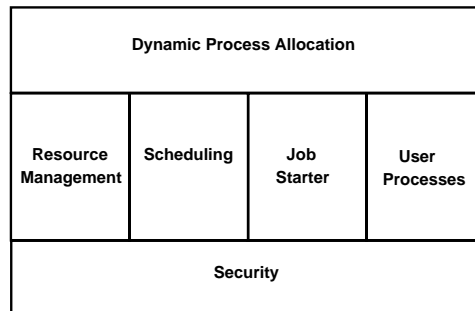 Dynamic Process Allocation
Resource
Management
Scheduling
Job
Starter
User
Processes
Security